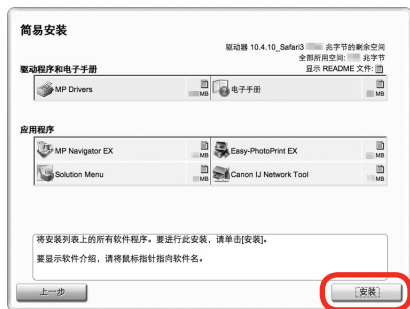 简易安装
驱动器 10.4.10_Safari3 兆字节的剩余空间
全部所用空间: 兆字节
驱动程序和电子手册
显示 README 文件:
MP Drivers MB
电子手册 MB
应用程序
MP Navigator EX MB
Easy-PhotoPrint EX MB
Solution Menu MB
Canon IJ Network Tool MB
将安装列表上的所有软件程序。要进行此安装，请单击[安装]。
要显示软件介绍，请将鼠标指针指向软件名。
上一步
安装